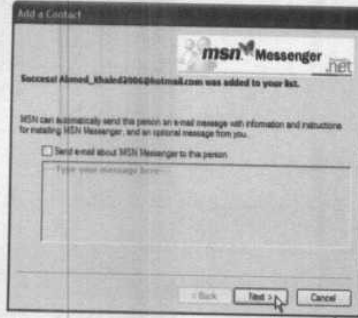 Add a Contact
msn Messenger
.net
Success! Ahmed_Khaled2006@hotmail.com was added to your list.
MSN can automatically send this person an e-mail message with information and instructions
for installing MSN Messenger, and an optional message from you.
Send e-mail about MSN Messenger to this person
---Type your message here---
< Back
Next >
Cancel